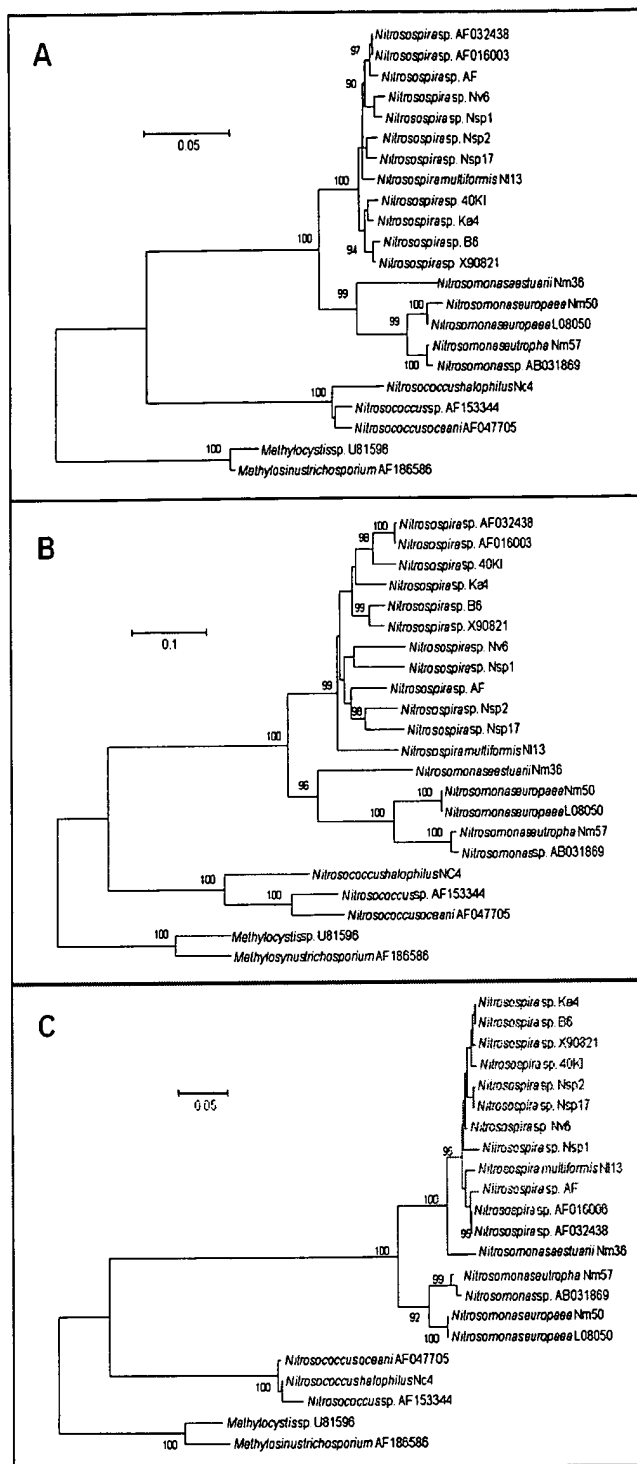 A
Nitrosospira sp. AF032438
97
Nitrosospira sp. AF016003
Nitrosospira sp. AF
90
Nitrosospira sp. Nv6
Nitrosospira sp. Nsp1
0.05
Nitrosospira sp. Nsp2
Nitrosospira sp. Nsp17
100
Nitrosospira multiformis Nl13
Nitrosospira sp. 40KI
Nitrosospira sp. Ka4
100
94
Nitrosospira sp. B6
Nitrosospira sp X90821
99
Nitrosomonas aestuarii Nm36
Nitrosomonas europaea Nm50
99
Nitrosomonas europaea L08050
Nitrosomonas eutropha Nm57
100
Nitrosomonas sp AB031869
100
Nitrosococcus halophilus Nc4
Nitrosococcus sp. AF153344
Nitrosococcus oceani AF047705
100
Methylocystis sp. U81596
Methylosinus trichosporium AF186586
B
100
Nitrosospira sp. AF032438
98
Nitrosospira sp. AF016003
Nitrosospira sp. 40KI
Nitrosospira sp. Ka4
99
Nitrosospira sp. B6
Nitrosospira sp. X90821
0.1
Nitrosospira sp. Nv6
Nitrosospira sp. Nsp1
99
Nitrosospira sp. AF
98
Nitrosospira sp. Nsp2
Nitrosospira sp. Nsp17
100
Nitrosospira multiformis Nl13
96
Nitrosomonas aestuarii Nm36
100
Nitrosomonas europaea Nm50
100
Nitrosomonas europaea L08050
100
Nitrosomonas eutropha Nm57
Nitrosomonas sp. AB031869
100
Nitrosococcus halophilus NC4
100
Nitrosococcus sp. AF153344
Nitrosococcus oceani AF047705
100
Methylocystis sp. U81596
Methylosynus trichosporium AF186586
C
Nitrosospira sp. Ka4
Nitrosospira sp. B6
Nitrosospira sp. X90821
Nitrosospira sp. 40KI
0.05
Nitrosospira sp. Nsp2
Nitrosospira sp. Nsp17
Nitrosospira sp. Nv6
95
Nitrosospira sp. Nsp1
Nitrosospira multiformis Nl13
100
Nitrosospira sp. AF
Nitrosospira sp. AF016006
99
Nitrosospira sp. AF032438
100
Nitrosomonas aestuarii Nm36
99
Nitrosomonas eutropha Nm57
Nitrosomonas sp. AB031869
92
Nitrosomonas europaea Nm50
100
Nitrosomonas europaea L08050
Nitrosococcus oceani AF047705
100
Nitrosococcus halophilus Nc4
Nitrosococcus sp. AF153344
Methylocystis sp U81596
100
Methylosinus trichosporium AF186586